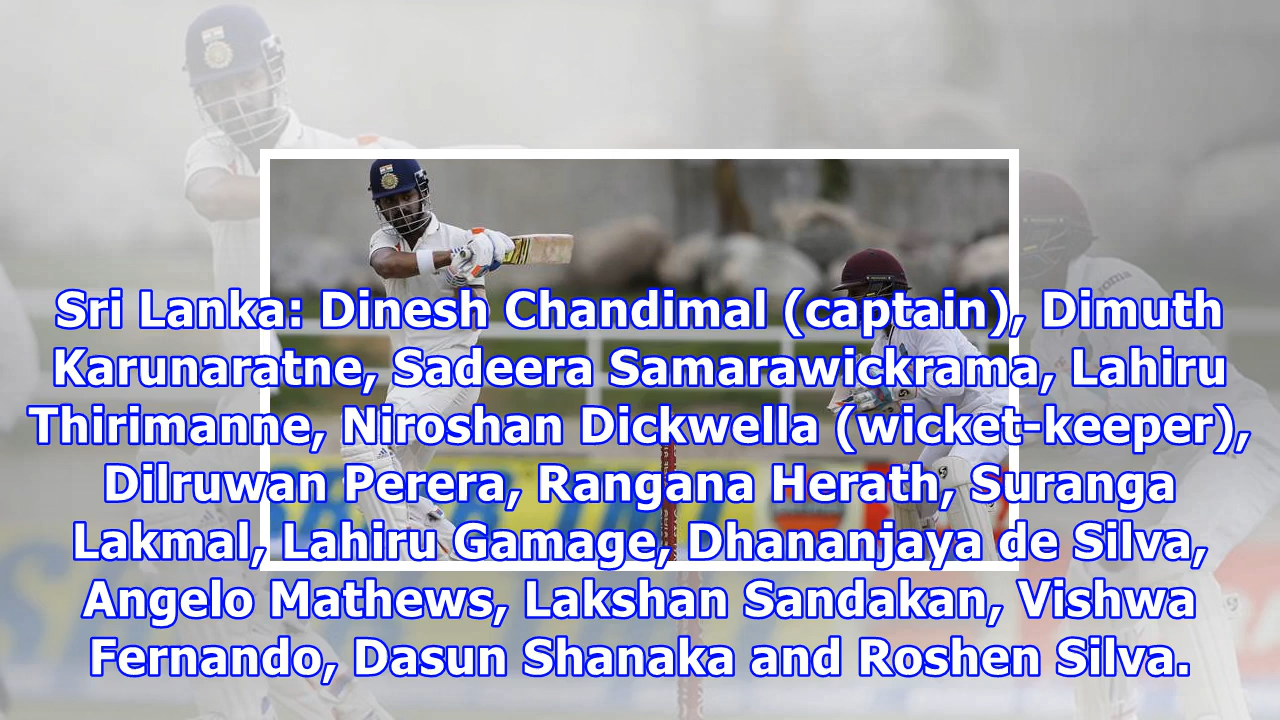 Sri Lanka: Dinesh Chandimal (captain), Dimuth
Karunaratne, Sadeera Samarawickrama, Lahiru
Thirimanne, Niroshan Dickwella (wicket-keeper),
Dilruwan Perera, Rangana Herath, Suranga
Lakmal, Lahiru Gamage, Dhananjaya de Silva,
Angelo Mathews, Lakshan Sandakan, Vishwa
Fernando, Dasun Shanaka and Roshen Silva.